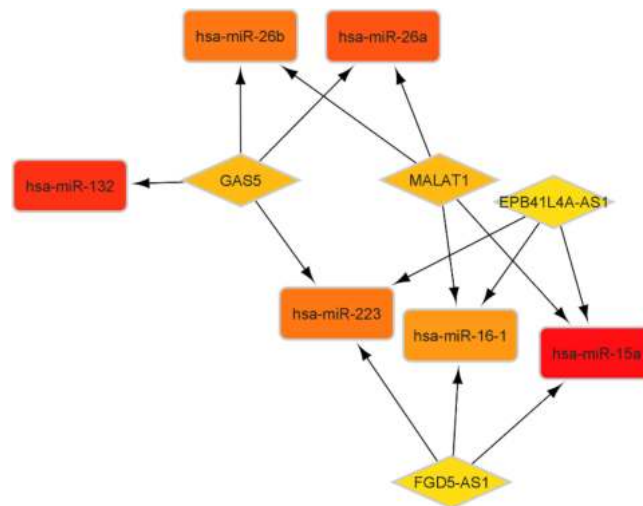 hsa-miR-26b
hsa-miR-26a
hsa-miR-132
GAS5
MALAT1
EPB41L4A-AS1
hsa-miR-223
hsa-miR-16-1
hsa-miR-15a
FGD5-AS1